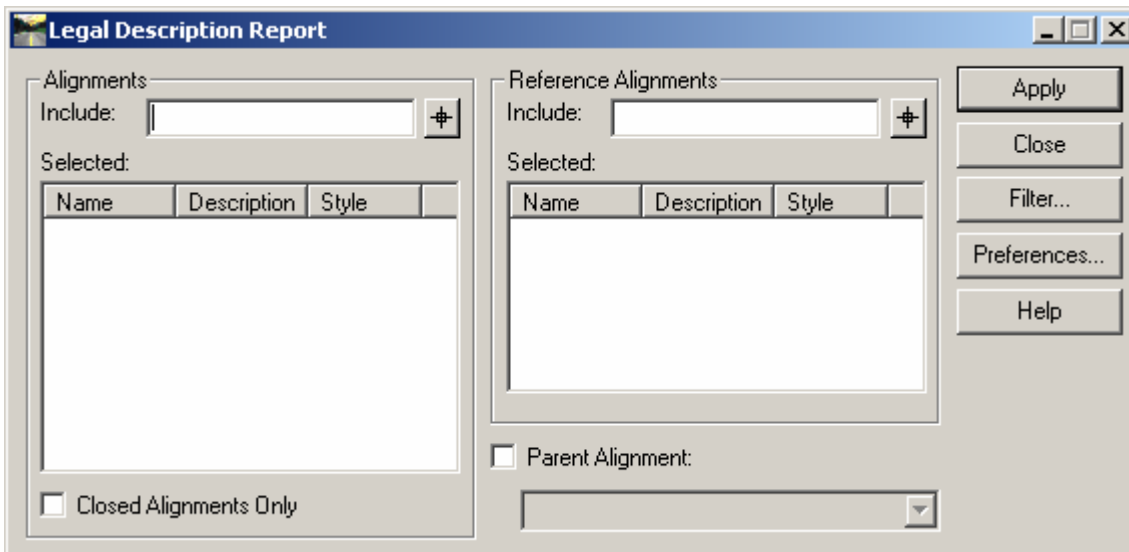 Legal Description Report
Alignments
Include:
Selected:
Name Description Style
Closed Alignments Only
Reference Alignments
Include:
Selected:
Name Description Style
Parent Alignment:
Apply
Close
Filter...
Preferences...
Help